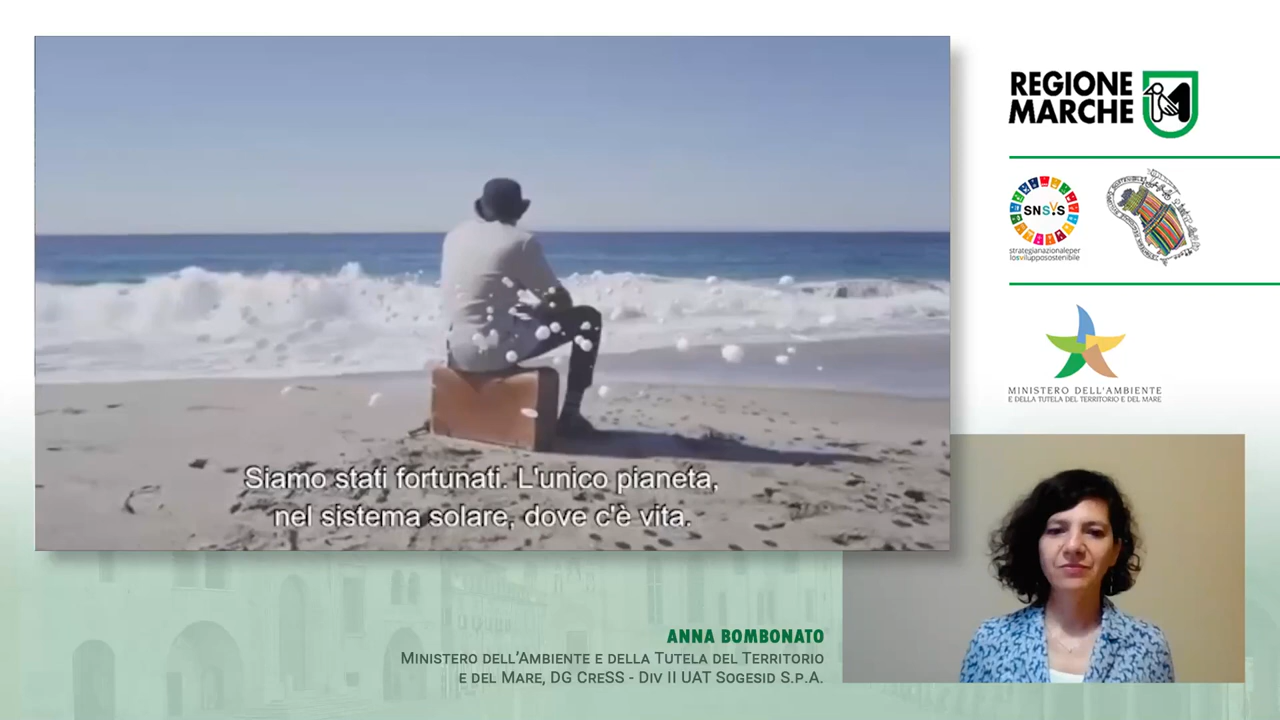 REGIONE
MARCHE
SNSVS
strategianazionaleper
losvilupposostenibile
MINISTERO DELL'AMBIENTE
E DELLA TUTELA DEL TERRITORIO E DEL MARE
Siamo stati fortunati. L'unico pianeta,
nel sistema solare, dove c'è vita.
ANNA BOMBONATO
MINISTERO DELL'AMBIENTE E DELLA TUTELA DEL TERRITORIO
E DEL MARE, DG CRESS - DIV II UAT SOGESID S.P.A.